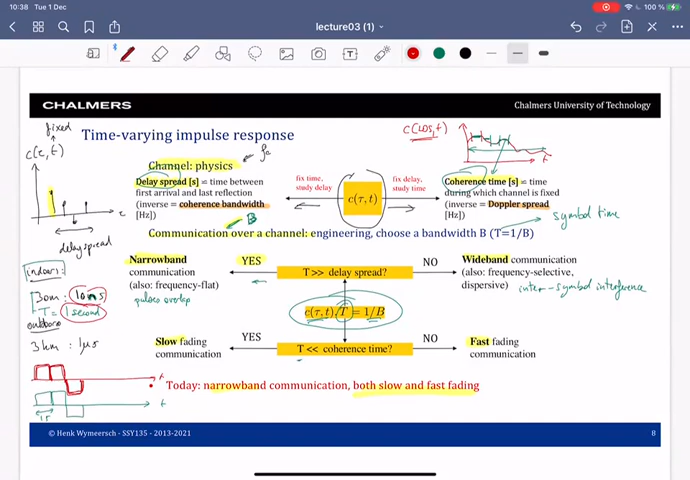 10:38 Tue 1 Dec
100 %
lecture03 (1)
CHALMERS
Chalmers University of Technology
fixed
Time-varying impulse response
c(LOS, t)
c(τ, t)
Channel: physics
fc
Delay spread [s] = time between
first arrival and last reflection
(inverse = coherence bandwidth
[Hz])
fix time,
study delay
c(τ, t)
fix delay,
study time
Coherence time [s] = time
during which channel is fixed
(inverse = Doppler spread
[Hz])
t
τ
delay spread
B
symbol time
Communication over a channel: engineering, choose a bandwidth B (T=1/B)
indoors:
Narrowband
communication
(also: frequency-flat)
pulses overlap
YES
T>> delay spread?
NO
Wideband communication
(also: frequency-selective,
dispersive)
inter-symbol interference
30m: 10ns
T = 1 second
outdoors
3 km: 1μs
c(τ, t), T = 1/B
Slow fading
communication
YES
T << coherence time?
NO
Fast fading
communication
t
t
Today: narrowband communication, both slow and fast fading
© Henk Wymeersch - SSY135 - 2013-2021
8